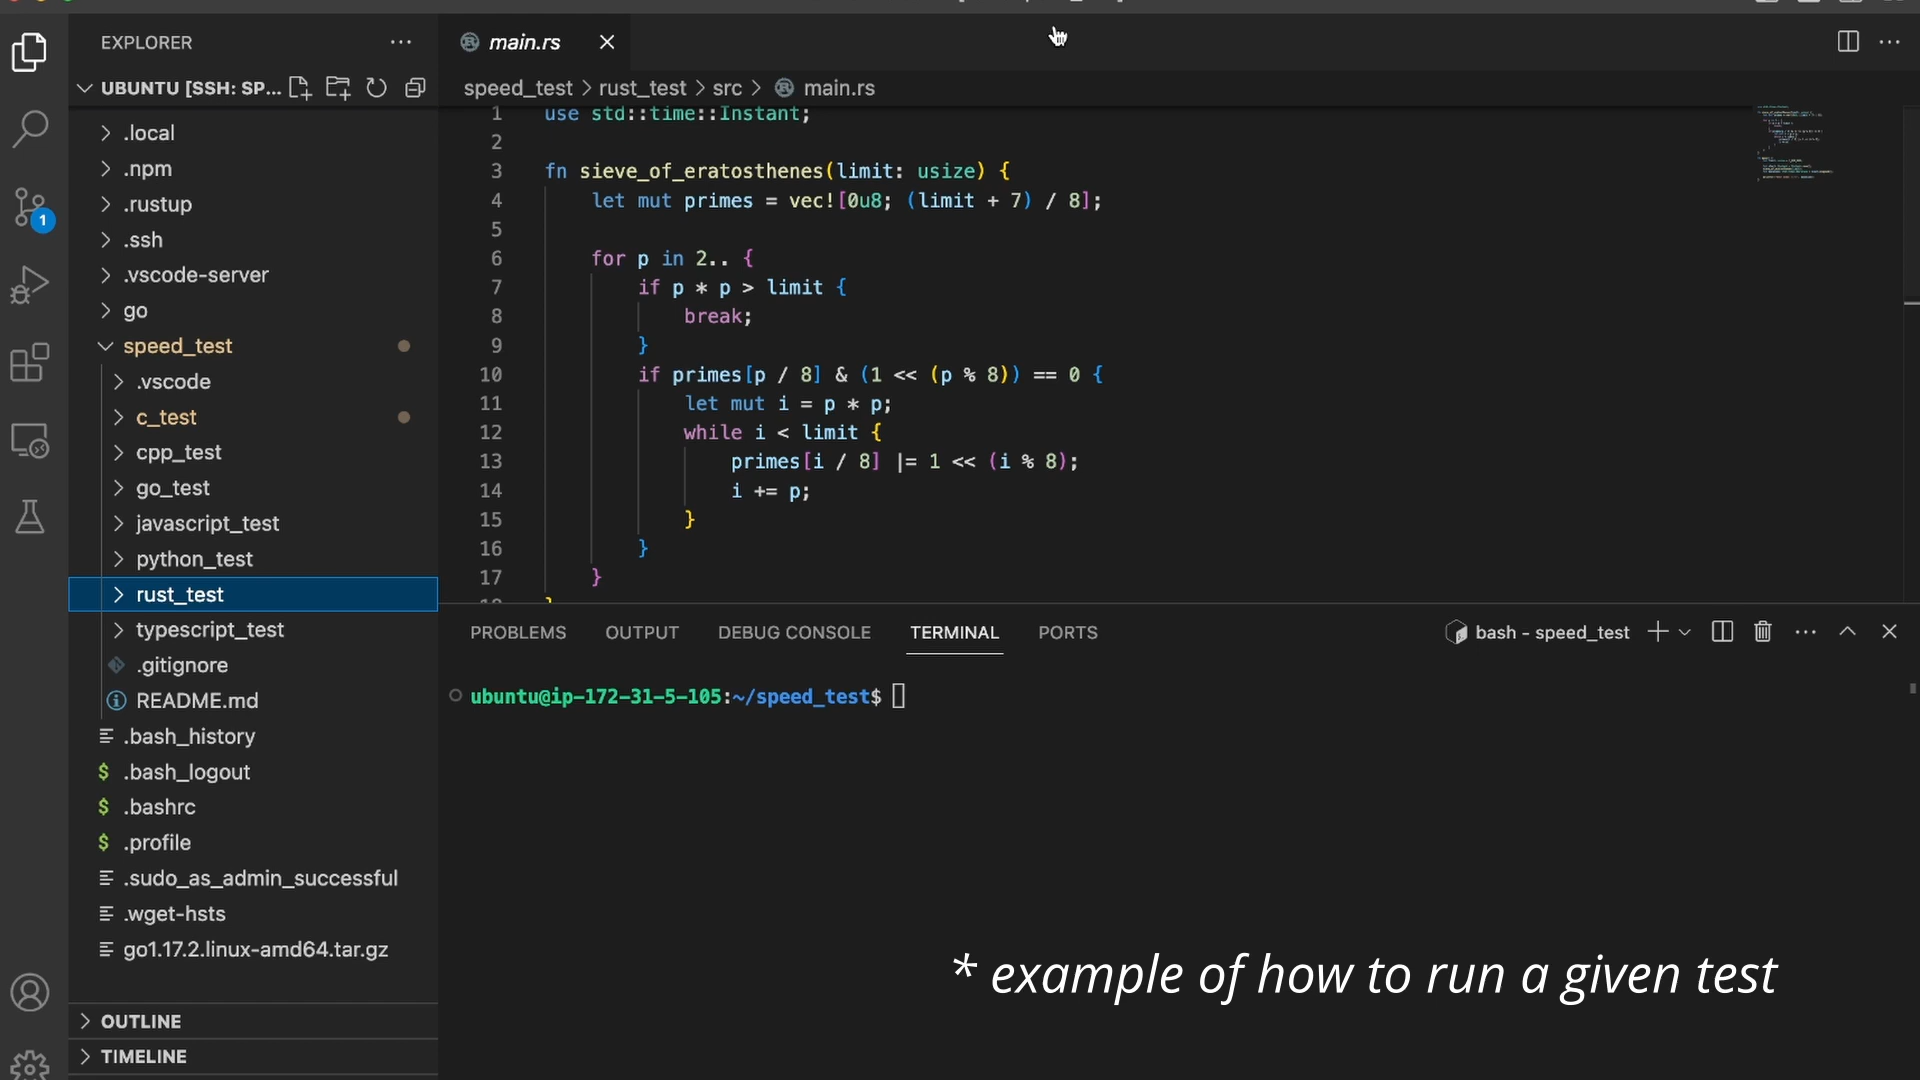 EXPLORER
UBUNTU [SSH: SP...
.local
.npm
.rustup
.ssh
.vscode-server
go
speed_test
.vscode
c_test
cpp_test
go_test
javascript_test
python_test
rust_test
typescript_test
.gitignore
README.md
.bash_history
$ .bash_logout
$ .bashrc
$ .profile
.sudo_as_admin_successful
.wget-hsts
go1.17.2.linux-amd64.tar.gz
OUTLINE
TIMELINE
1
main.rs
speed_test > rust_test > src > main.rs
1 use std::time::Instant;
2
3 fn sieve_of_eratosthenes(limit: usize) {
4 let mut primes = vec![0u8; (limit + 7) / 8];
5
6 for p in 2.. {
7 if p * p > limit {
8 break;
9 }
10 if primes[p / 8] & (1 << (p % 8)) == 0 {
11 let mut i = p * p;
12 while i < limit {
13 primes[i / 8] |= 1 << (i % 8);
14 i += p;
15 }
16 }
17 }
PROBLEMS OUTPUT DEBUG CONSOLE TERMINAL PORTS
bash - speed_test
ubuntu@ip-172-31-5-105:~/speed_test$
* example of how to run a given test